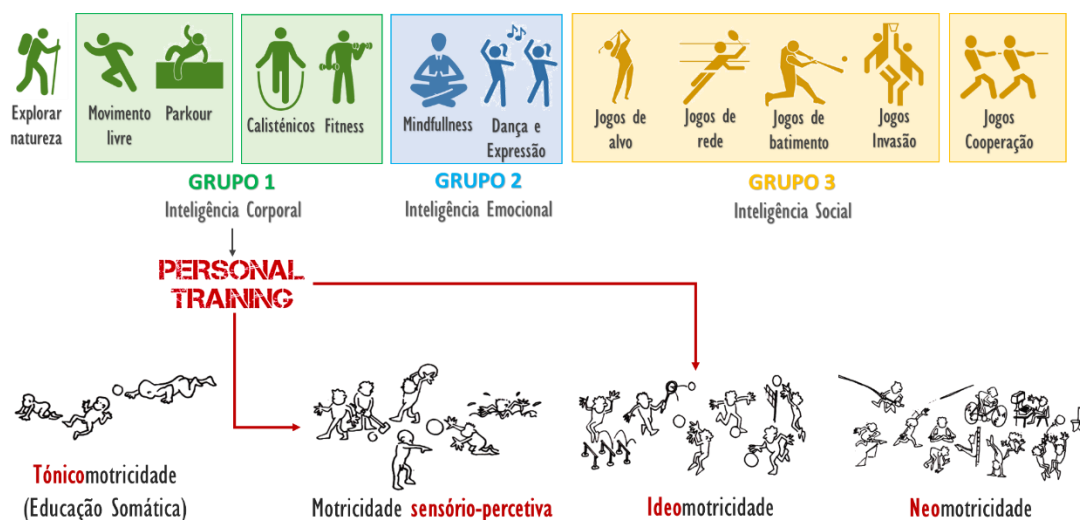 Explorar
natureza
Movimento
livre
Parkour
Calisténicos
Fitness
Mindfullness
Dança e
Expressão
Jogos de
alvo
Jogos de
rede
Jogos de
batimento
Jogos
Invasão
Jogos
Cooperação
GRUPO 1
Inteligência Corporal
GRUPO 2
Inteligência Emocional
GRUPO 3
Inteligência Social
PERSONAL
TRAINING
Tónicomotricidade
(Educação Somática)
Motricidade sensório-percetiva
Ideomotricidade
Neomotricidade